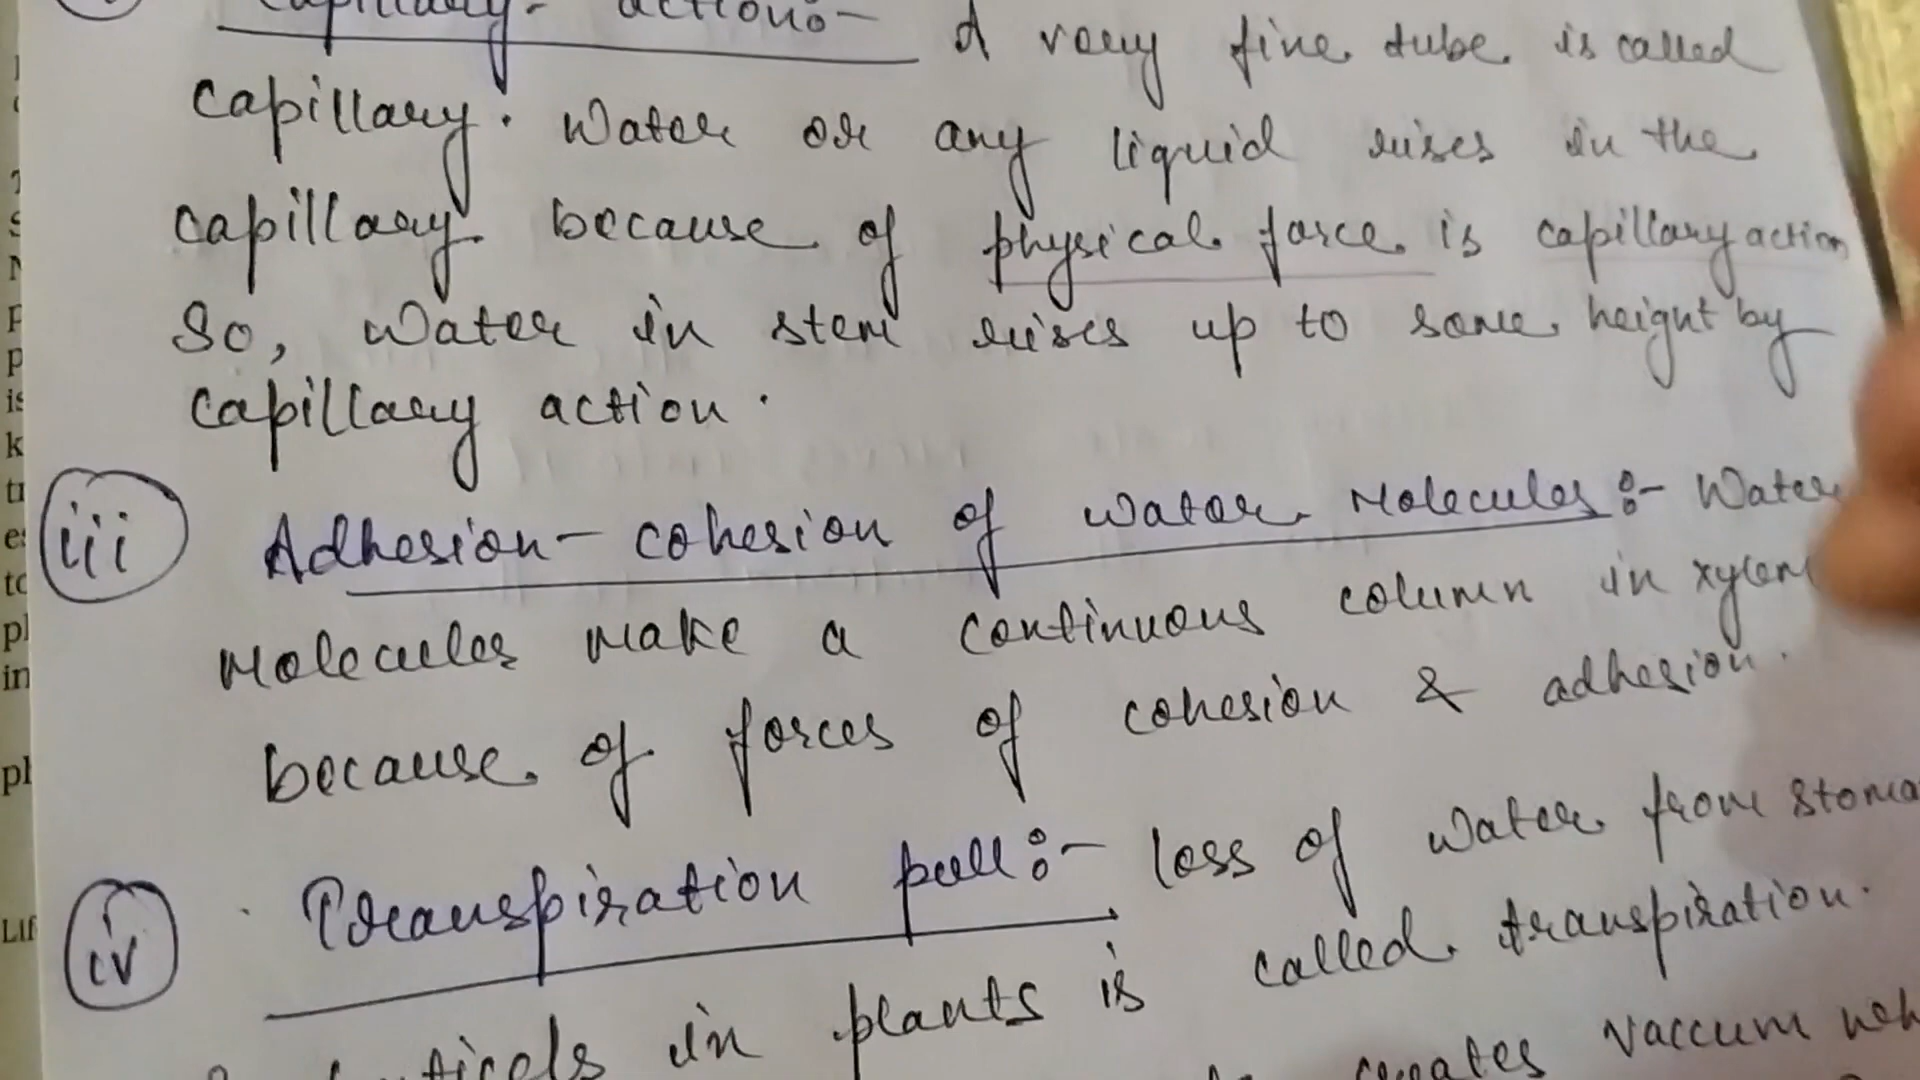 Capillary action:- A very fine tube is called
capillary. Water or any liquid rises in the
capillary because of physical force is capillary action
So, water in stem rises up to some height by
capillary action.
iii Adhesion-cohesion of water Molecules:- Water
Molecules make a continuous column in xylem
because of forces of cohesion & adhesion.
iv Transpiration pull:- loss of water from stoma
in plants is called transpiration.
creates vaccum